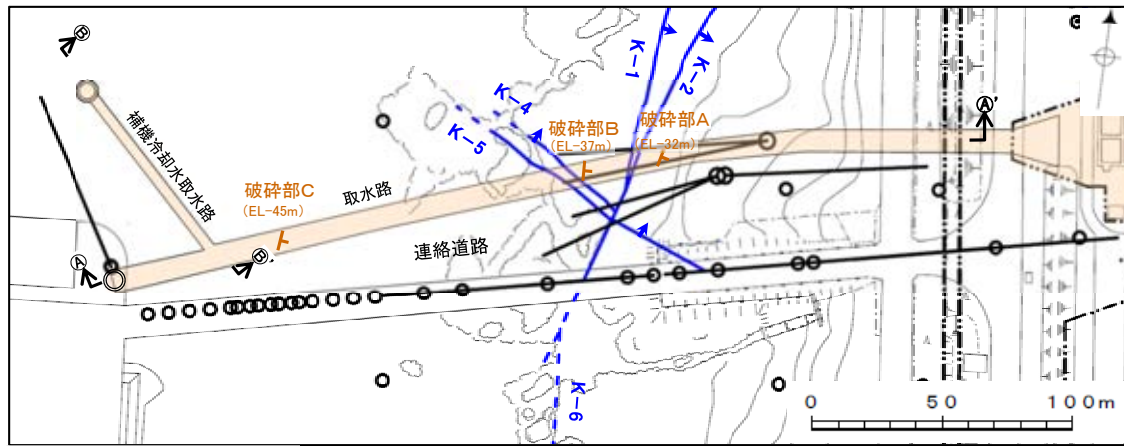 Ⓑ
K-1
K-2
K-4
K-5
破砕部B
(EL-37m)
破砕部A
(EL-32m)
Ⓐ'
補機冷却水取水路
破砕部C
(EL-45m)
取水路
連絡道路
Ⓐ
Ⓑ'
K-6
0 50 100m